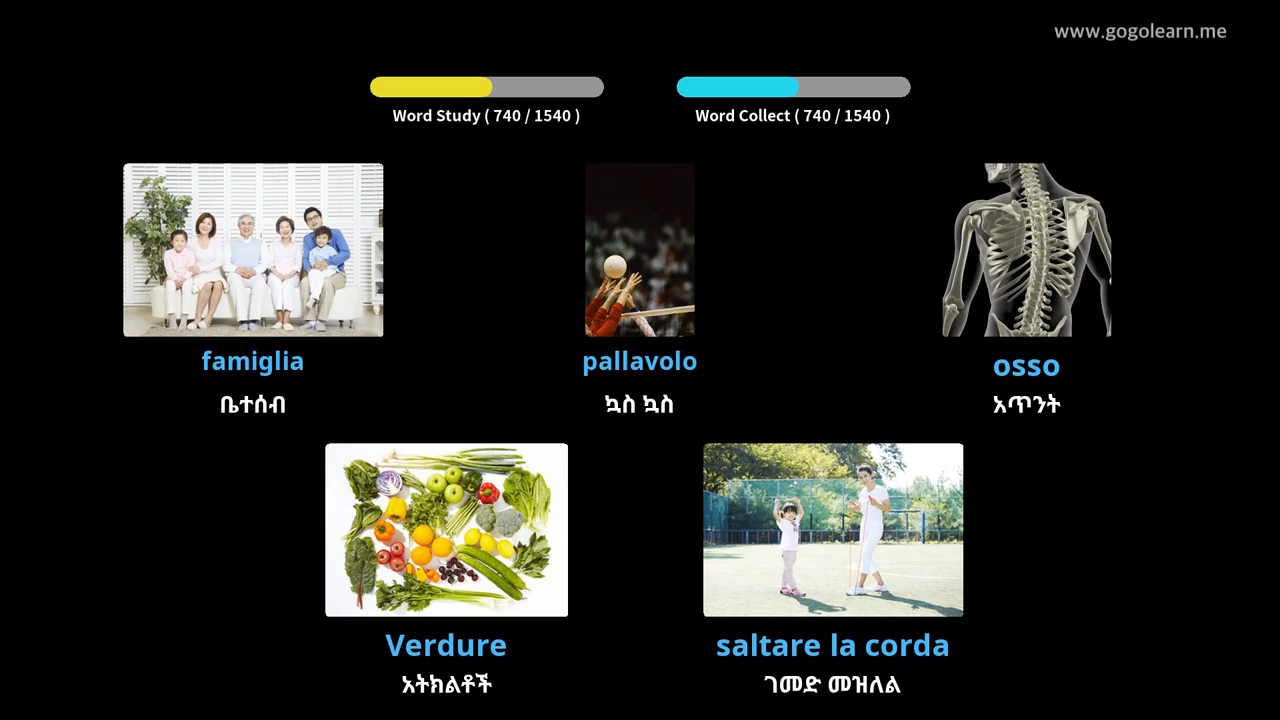 www.gogolearn.me
Word Study ( 740 / 1540 )
Word Collect ( 740 / 1540 )
famiglia
ቤተሰብ
pallavolo
ኳስ ኳስ
osso
አጥንት
Verdure
አትክልቶች
saltare la corda
ገመድ መዝለል